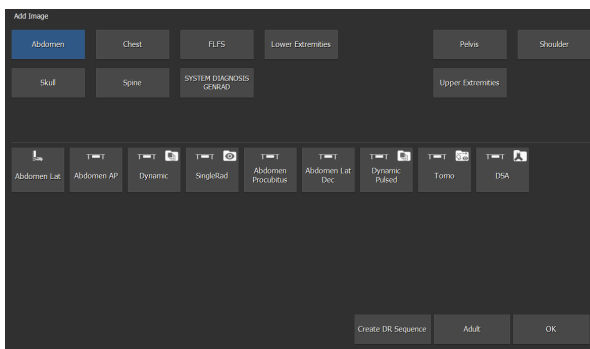 Add Image
Abdomen
Chest
FLFS
Lower Extremities
Pelvis
Shoulder
Skull
Spine
SYSTEM DIAGNOSIS
GENRAD
Upper Extremities
Abdomen Lat
Abdomen AP
Dynamic
SingleRad
Abdomen
Procubitus
Abdomen Lat
Dec
Dynamic
Pulsed
Tomo
DSA
Create DR Sequence
Adult
OK